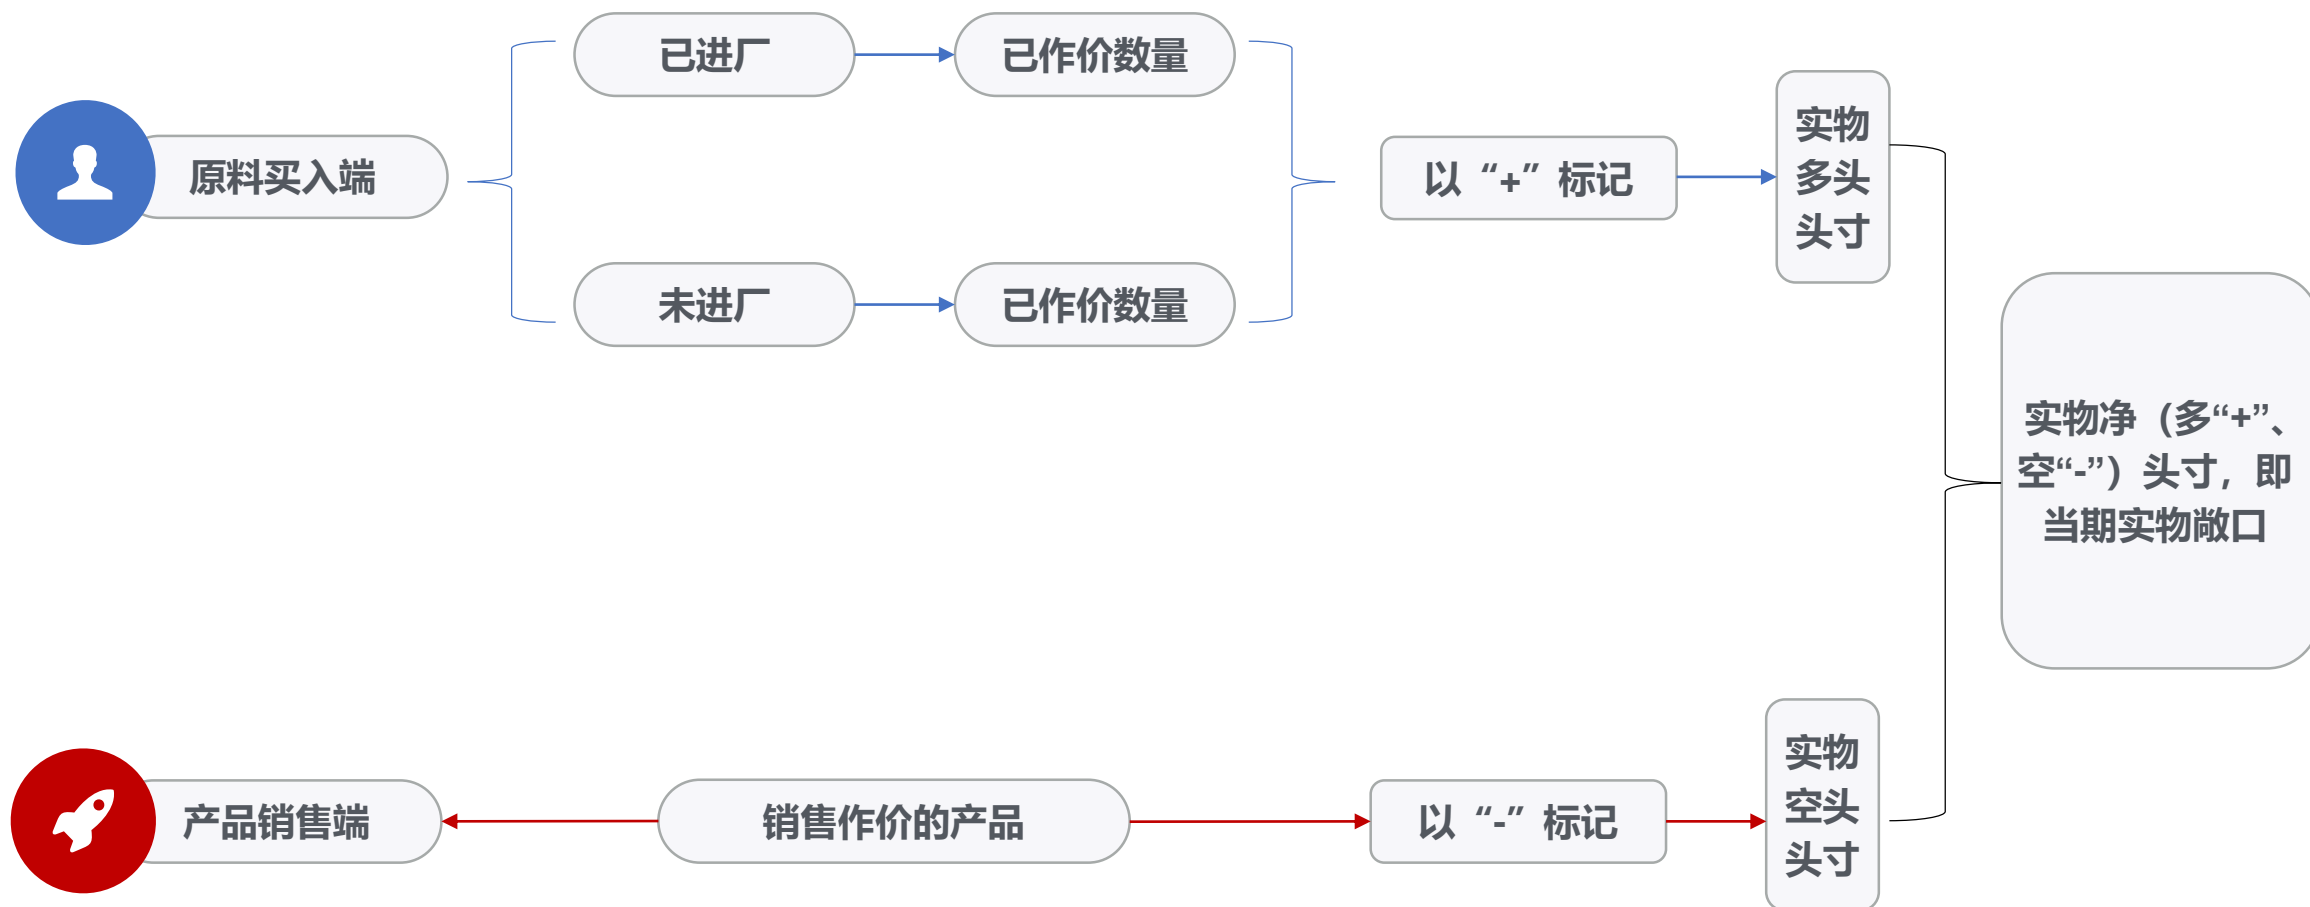 已进厂
已作价数量
原料买入端
以 “+” 标记
实物
多头
头寸
未进厂
已作价数量
实物净（多“+”、
空“-”）头寸，即
当期实物敞口
产品销售端
销售作价的产品
以 “-” 标记
实物
空头
头寸